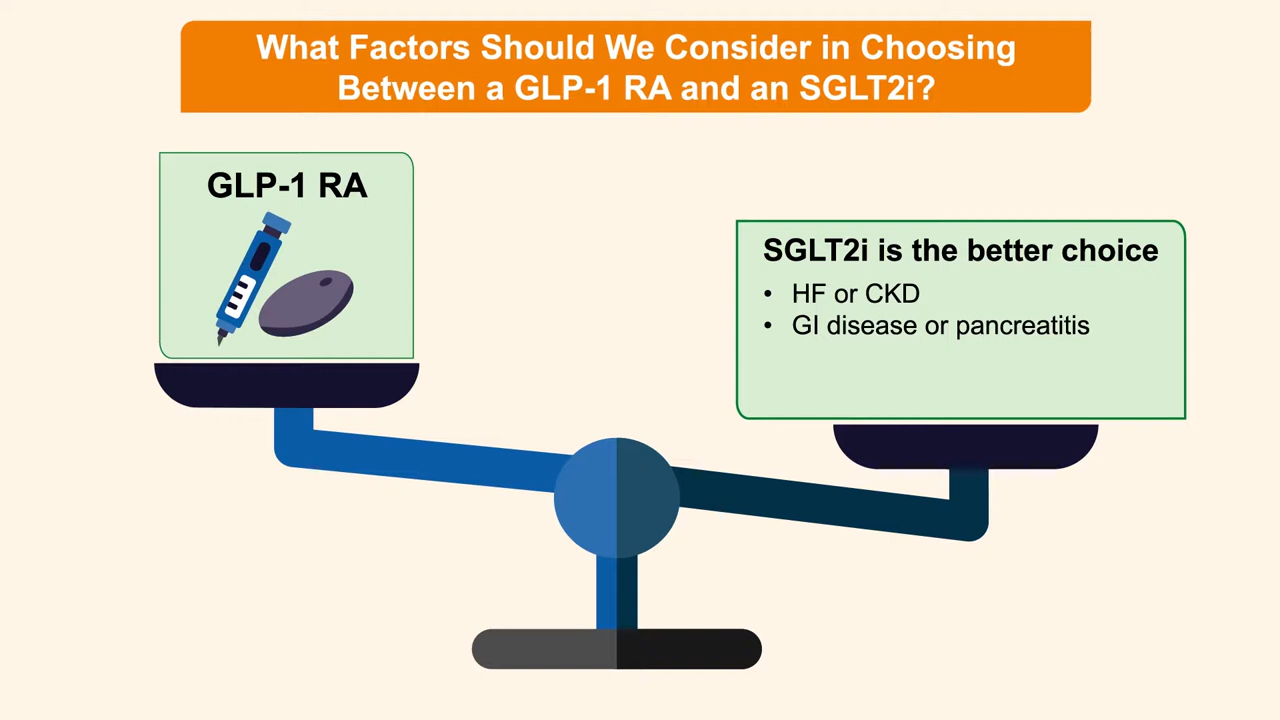 What Factors Should We Consider in Choosing
Between a GLP-1 RA and an SGLT2i?
GLP-1 RA
SGLT2i is the better choice
• HF or CKD
• GI disease or pancreatitis